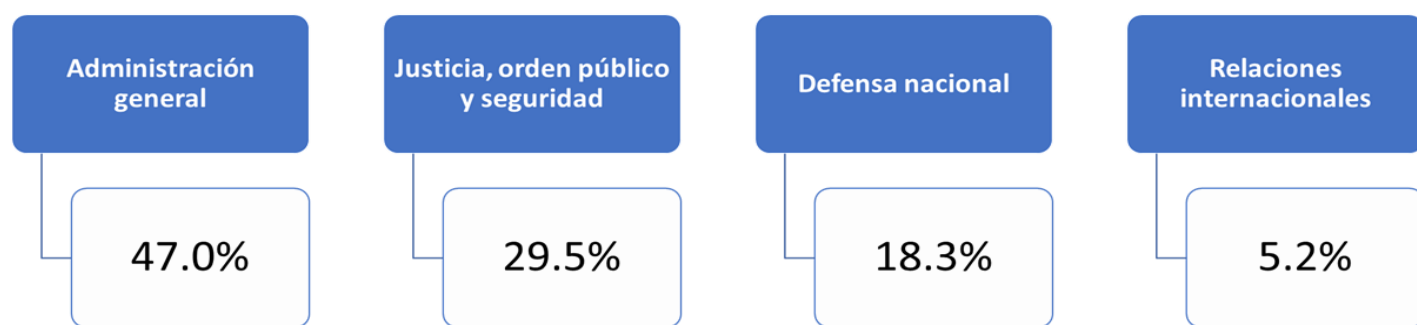 Administración
general
47.0%
Justicia, orden público
y seguridad
29.5%
Defensa nacional
18.3%
Relaciones
internacionales
5.2%